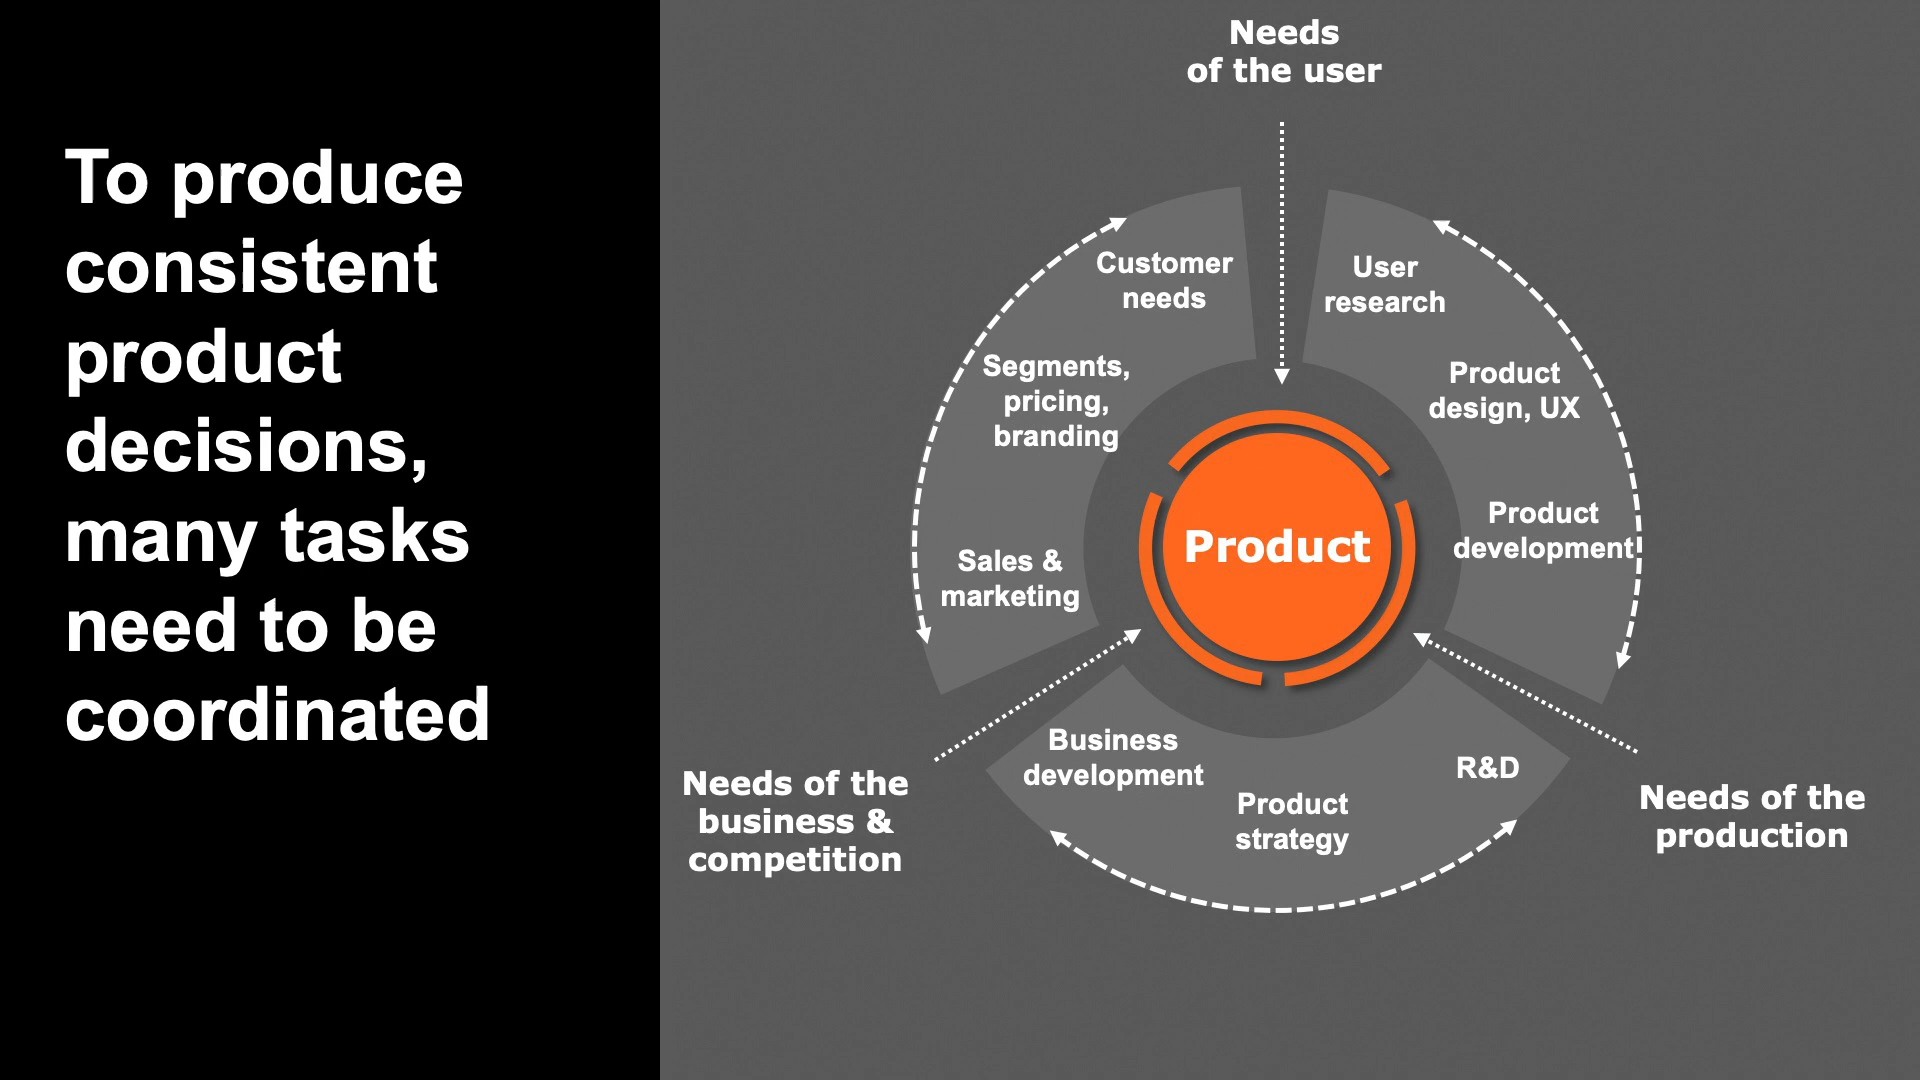 To produce
consistent
product
decisions,
many tasks
need to be
coordinated
Needs
of the user
Customer
needs
User
research
Segments,
pricing,
branding
Product
design, UX
Product
development
Product
Sales &
marketing
Business
development
Product
strategy
R&D
Needs of the
business &
competition
Needs of the
production